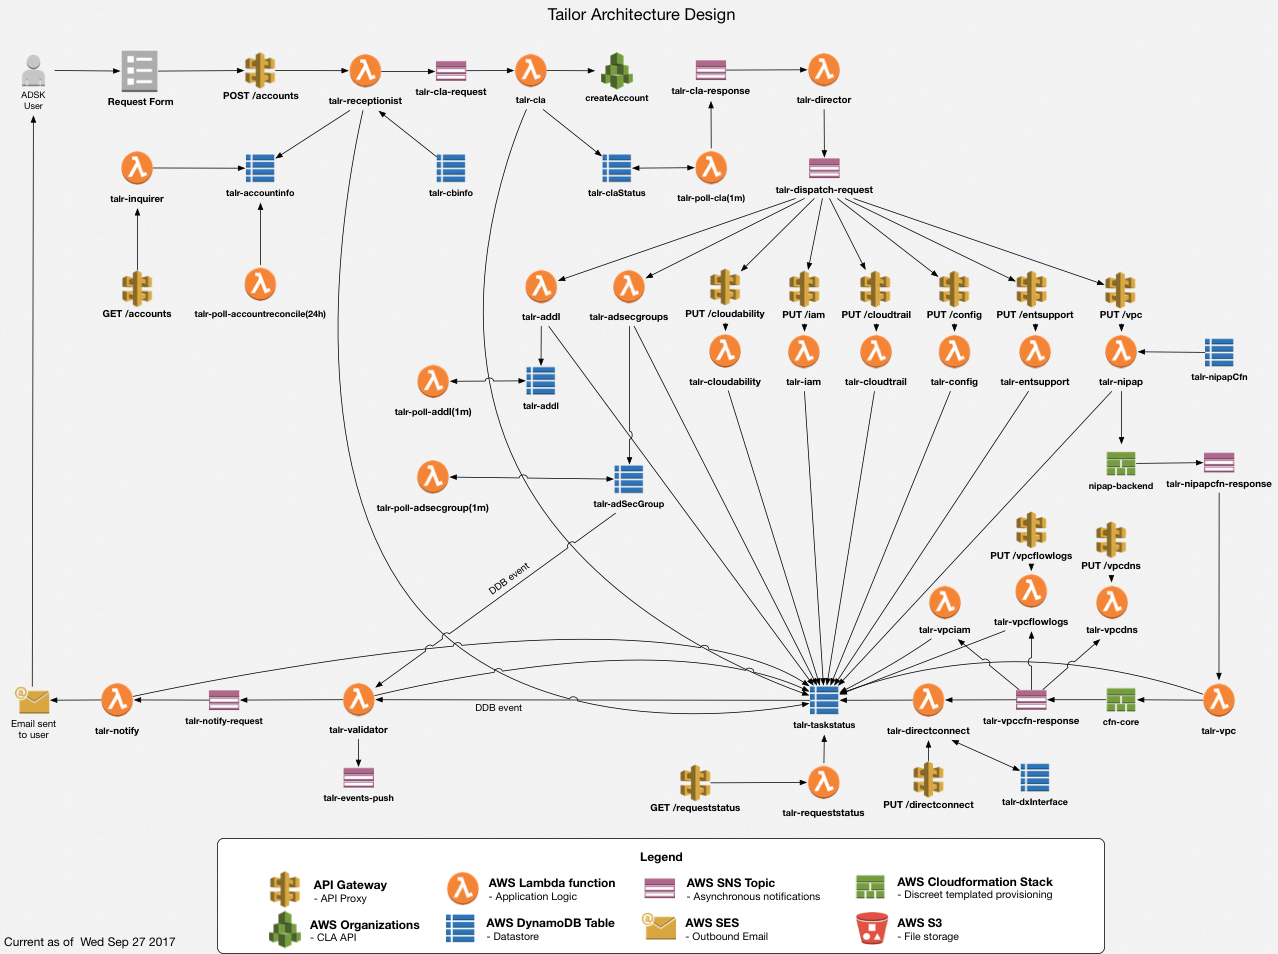 Tailor Architecture Design
ADSK
User
Request Form
POST /accounts
talr-receptionist
talr-cla-request
talr-cla
createAccount
talr-cla-response
talr-director
talr-inquirer
talr-accountinfo
talr-cbinfo
talr-claStatus
talr-poll-cla(1m)
talr-dispatch-request
GET /accounts
talr-poll-accountreconcile(24h)
talr-addl
talr-adsecgroups
PUT /cloudability
PUT /iam
PUT /cloudtrail
PUT /config
PUT /entsupport
PUT /vpc
talr-cloudability
talr-iam
talr-cloudtrail
talr-config
talr-entsupport
talr-nipap
talr-nipapCfn
talr-poll-addl(1m)
talr-addl
talr-poll-adsecgroup(1m)
talr-adSecGroup
nipap-backend
talr-nipapcfn-response
DDB event
PUT /vpcflowlogs
PUT /vpcdns
talr-vpciam
talr-vpcflowlogs
talr-vpcdns
Email sent
to user
talr-notify
talr-notify-request
talr-validator
DDB event
talr-taskstatus
talr-directconnect
talr-vpccfn-response
cfn-core
talr-vpc
talr-events-push
GET /requeststatus
talr-requeststatus
PUT /directconnect
talr-dxInterface
Legend
API Gateway
- API Proxy
AWS Lambda function
- Application Logic
AWS SNS Topic
- Asynchronous notifications
AWS Cloudformation Stack
- Discreet templated provisioning
AWS Organizations
- CLA API
AWS DynamoDB Table
- Datastore
AWS SES
- Outbound Email
AWS S3
- File storage
Current as of  Wed Sep 27 2017